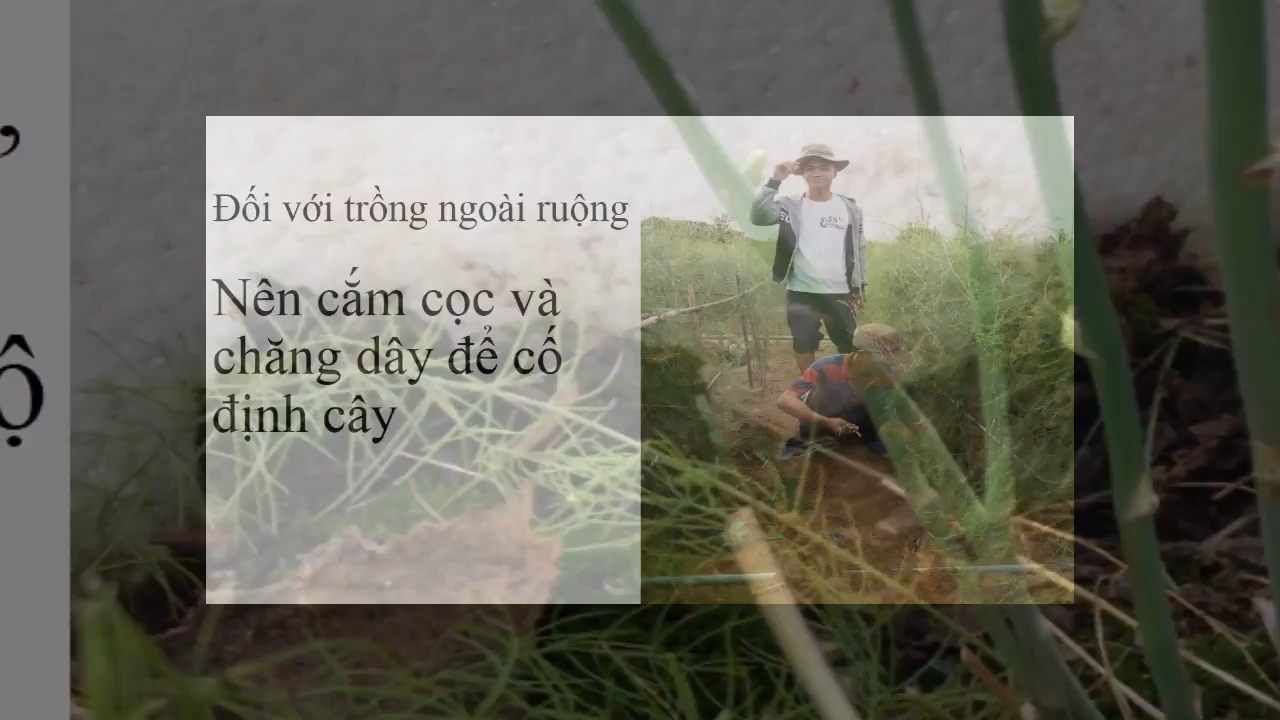 Đối với trồng ngoài ruộng
Nên cắm cọc và
chăng dây để cố
định cây